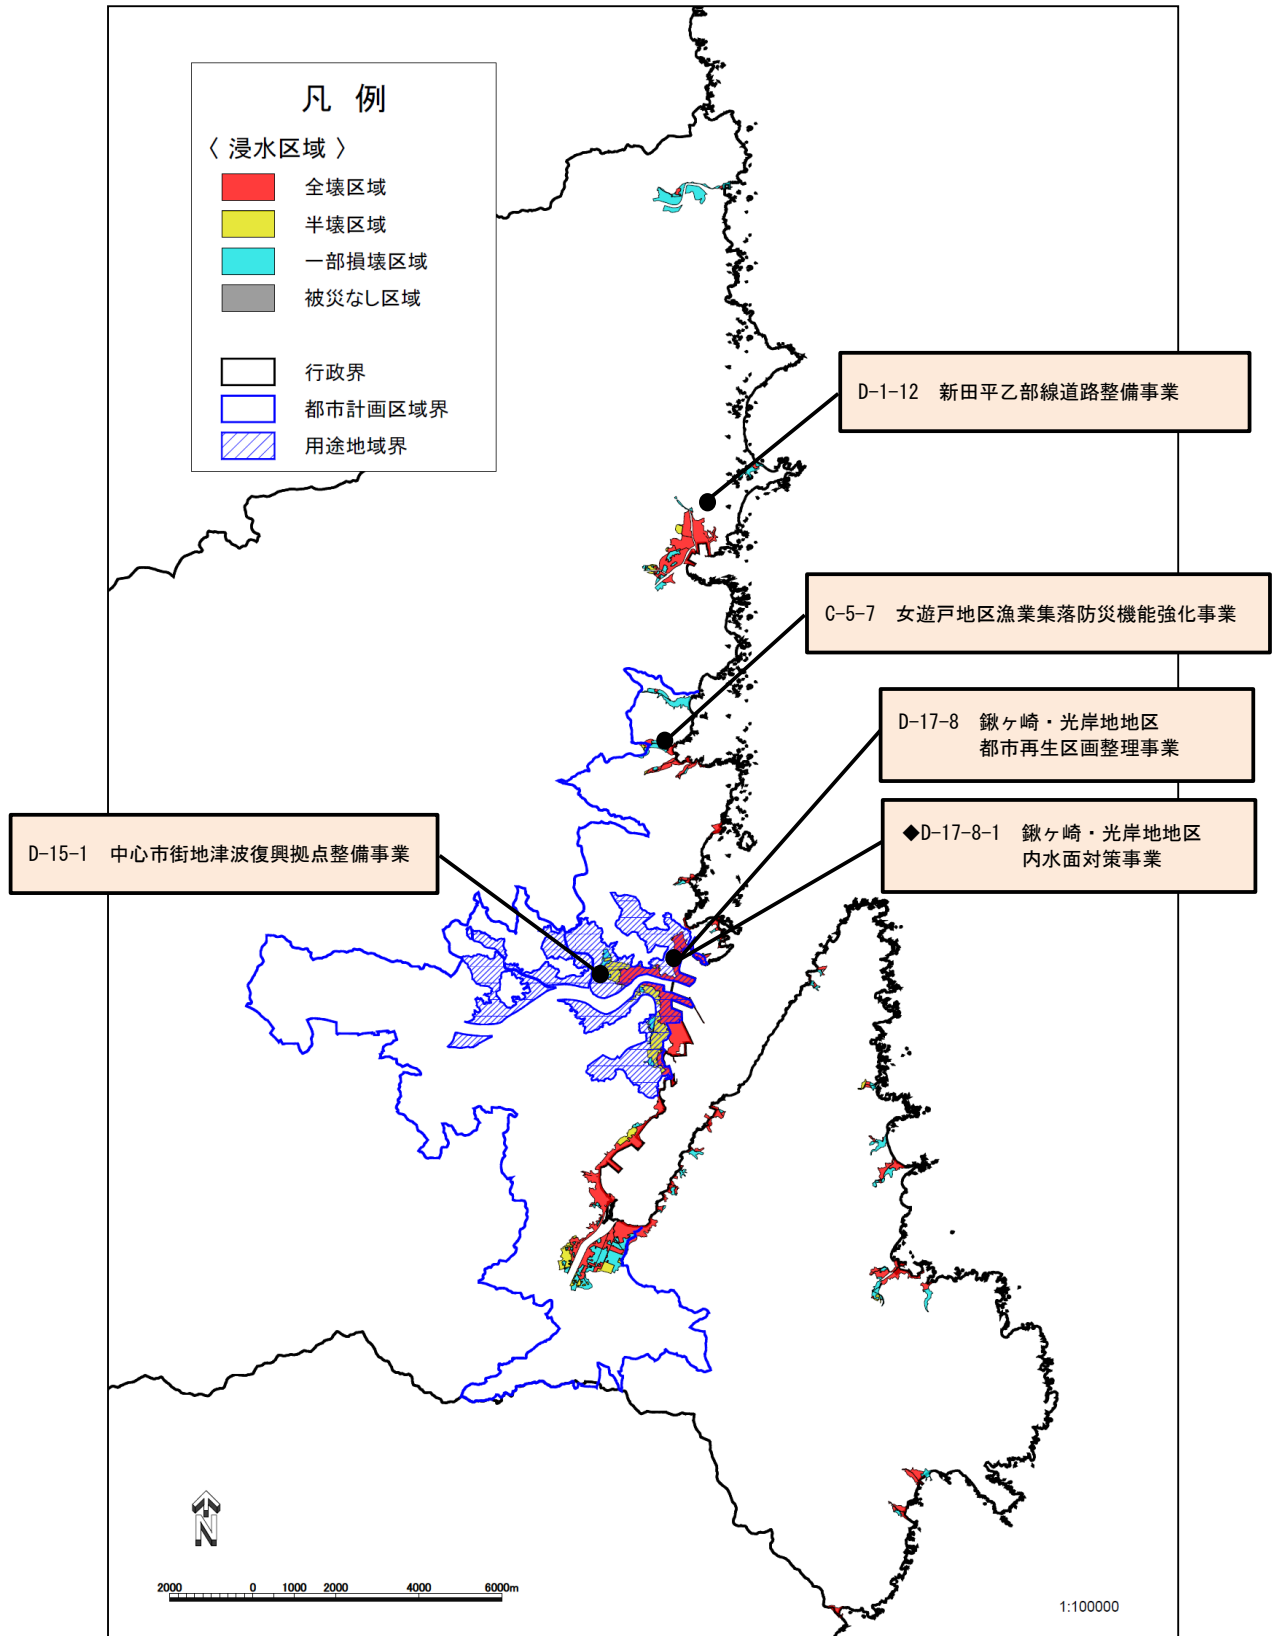 凡 例
〈 浸水区域 〉
全壊区域
半壊区域
一部損壊区域
被災なし区域
行政界
都市計画区域界
用途地域界
D-1-12 新田平乙部線道路整備事業
C-5-7 女遊戸地区漁業集落防災機能強化事業
D-17-8 鍬ヶ崎・光岸地地区
都市再生区画整理事業
◆D-17-8-1 鍬ヶ崎・光岸地地区
内水面対策事業
D-15-1 中心市街地津波復興拠点整備事業
N
2000 0 1000 2000 4000 6000m
1:100000